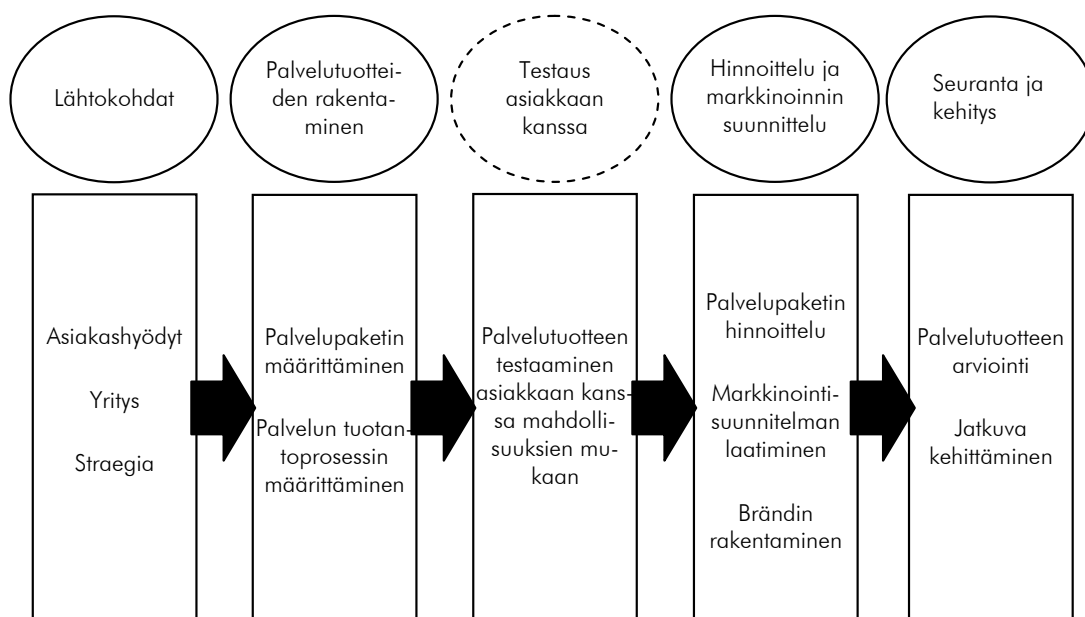 Lähtokohdat
Palvelutuottei-
den rakenta-
minen
Testaus
asiakkaan
kanssa
Hinnoittelu ja
markkinoinnin
suunnittelu
Seuranta ja
kehitys
Asiakashyödyt
Yritys
Straegia
Palvelupaketin
määrittäminen
Palvelun tuotan-
toprosessin
määrittäminen
Palvelutuotteen
testaaminen
asiakkaan kans-
sa mahdolli-
suuksien mu-
kaan
Palvelupaketin
hinnoittelu
Markkinointi-
suunnitelman
laatiminen
Brändin
rakentaminen
Palvelutuotteen
arviointi
Jatkuva
kehittäminen